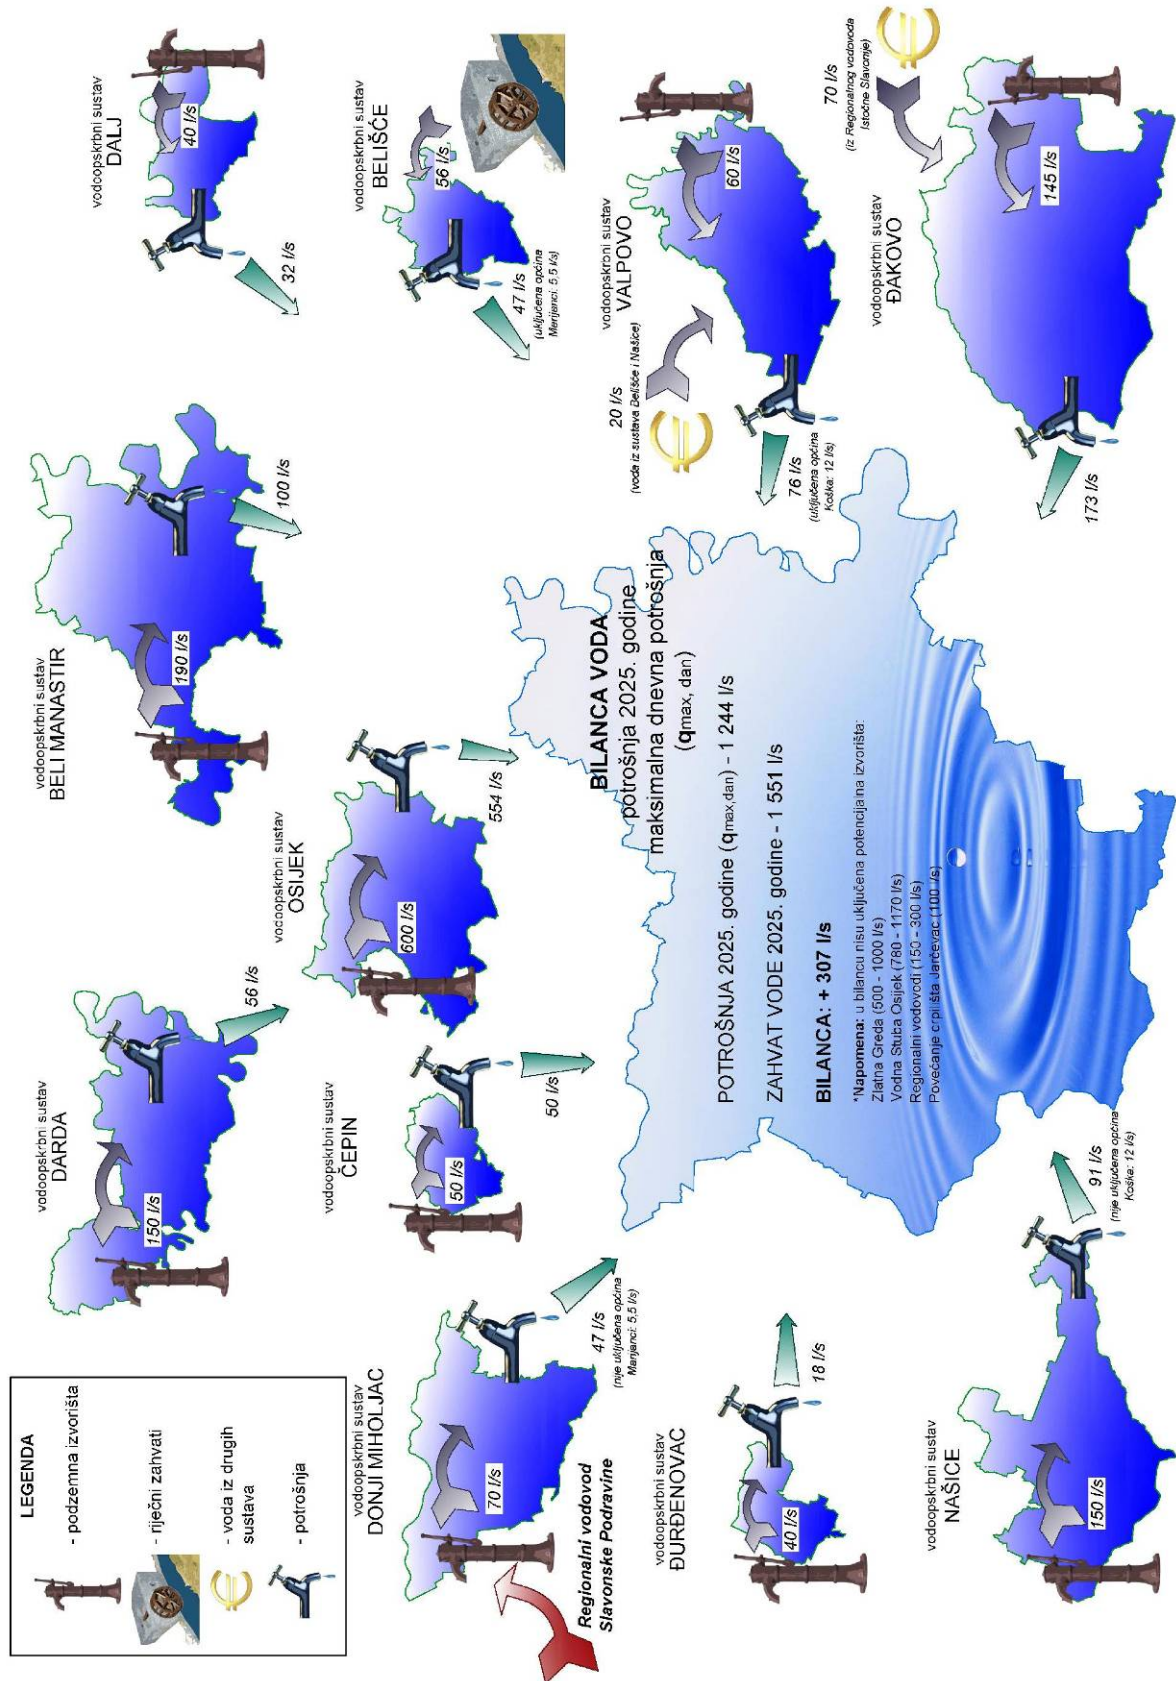 LEGENDA
- podzemna izvorišta
- riječni zahvati
- voda iz drugih
sustava
- potrošnja
vodoopskrbni sustav
DARDA
150 l/s
56 l/s
vodoopskrbni sustav
BELI MANASTIR
190 l/s
100 l/s
vodoopskrbni sustav
DALJ
40 l/s
32 l/s
vodoopskrbni sustav
DONJI MIHOLJAC
70 l/s
47 l/s
(nije uključena općina
Marijanci: 5,5 l/s)
Regionalni vodovod
Slavonske Podravine
vodoopskrbni sustav
ČEPIN
50 l/s
50 l/s
vodoopskrbni sustav
OSIJEK
600 l/s
554 l/s
vodoopskrbni sustav
BELIŠĆE
56 l/s
47 l/s
(uključena općina
Marijanci: 5,5 l/s)
vodoopskrbni sustav
VALPOVO
60 l/s
20 l/s
(voda iz sustava Belišće i Našice)
76 l/s
(uključena općina
Koška: 12 l/s)
vodoopskrbni sustav
ĐURĐENOVAC
40 l/s
18 l/s
BILANCA VODA
potrošnja 2025. godine
maksimalna dnevna potrošnja
(qmax, dan)
POTROŠNJA 2025. godine (qmax,dan) - 1 244 l/s
ZAHVAT VODE 2025. godine - 1 551 l/s
BILANCA: + 307 l/s
*Napomena: u bilancu nisu uključena potencijalna izvorišta:
Zlatna Greda (500 - 1000 l/s)
Vodna Stuba Osijek (780 - 1170 l/s)
Regionalni vodovodi (150 - 300 l/s)
Povećanje crpilišta Jarčevac (100 l/s)
vodoopskrbni sustav
NAŠICE
150 l/s
91 l/s
(nije uključena općina
Koška: 12 l/s)
vodoopskrbni sustav
ĐAKOVO
70 l/s
(iz Regionalnog vodovoda
Istočne Slavonije)
145 l/s
173 l/s